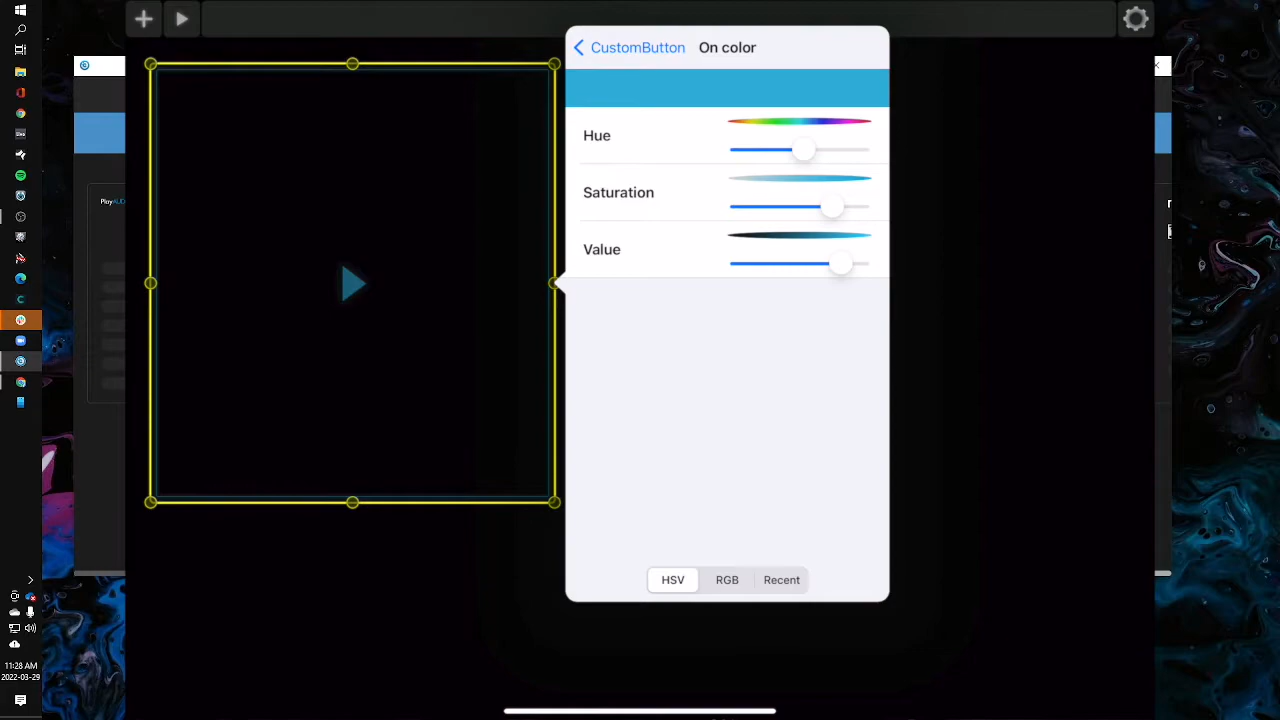 CustomButton On color
Hue
Saturation
Value
HSV RGB Recent
11:28 AM
2022-03-29